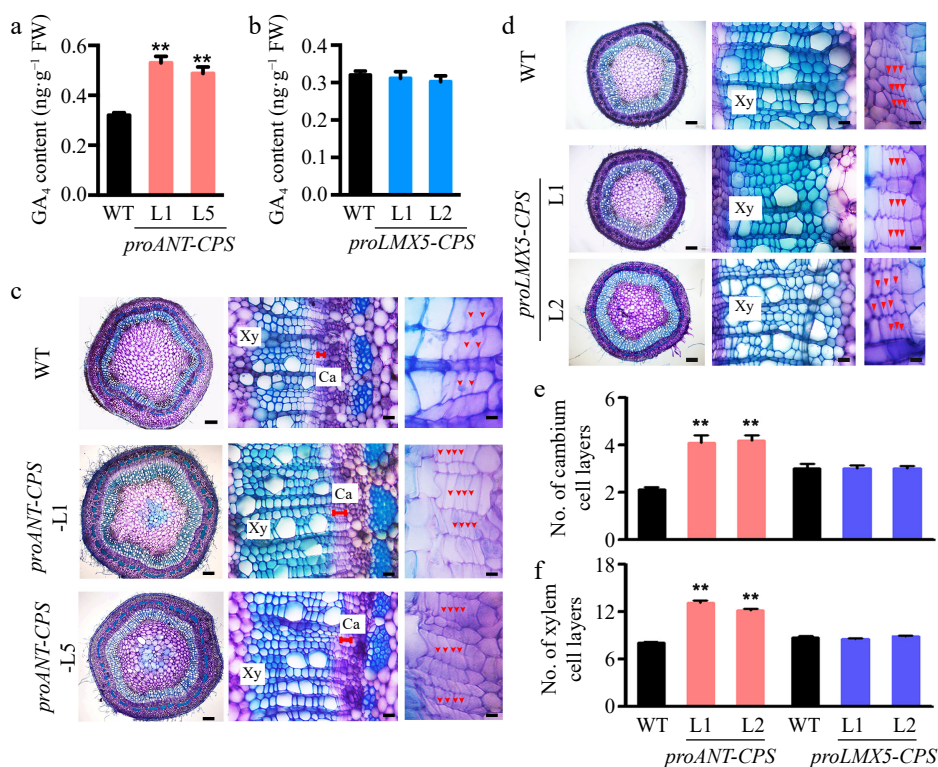 a
GA₄ content (ng·g⁻¹ FW)
0.6
0.4
0.2
0.0
**
**
WT
L1
L5
proANT-CPS
b
GA₄ content (ng·g⁻¹ FW)
0.4
0.3
0.2
0.1
0.0
WT
L1
L2
proLMX5-CPS
c
WT
Xy
Ca
proANT-CPS
-L1
Ca
Xy
proANT-CPS
-L5
Ca
Xy
d
WT
Xy
proLMX5-CPS
L1
Xy
L2
Xy
e
No. of cambium
cell layers
6
4
2
0
**
**
f
No. of xylem
cell layers
18
12
6
0
**
**
WT
L1
L2
WT
L1
L2
proANT-CPS
proLMX5-CPS